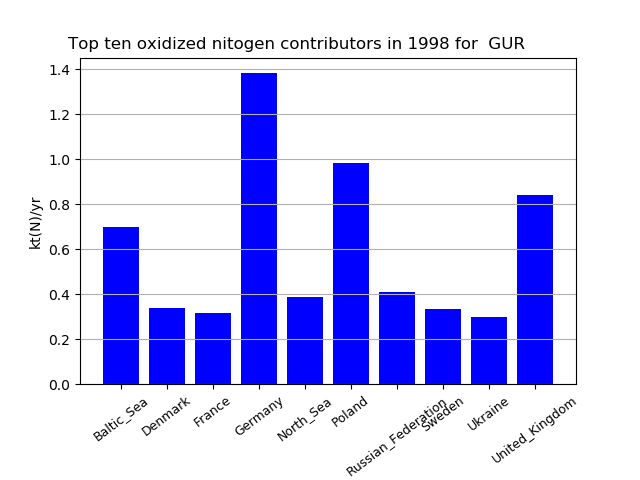 Top ten oxidized nitogen contributors in 1998 for  GUR
kt(N)/yr
1.4
1.2
1.0
0.8
0.6
0.4
0.2
0.0
Baltic_Sea
Denmark
France
Germany
North_Sea
Poland
Russian_Federation
Sweden
Ukraine
United_Kingdom